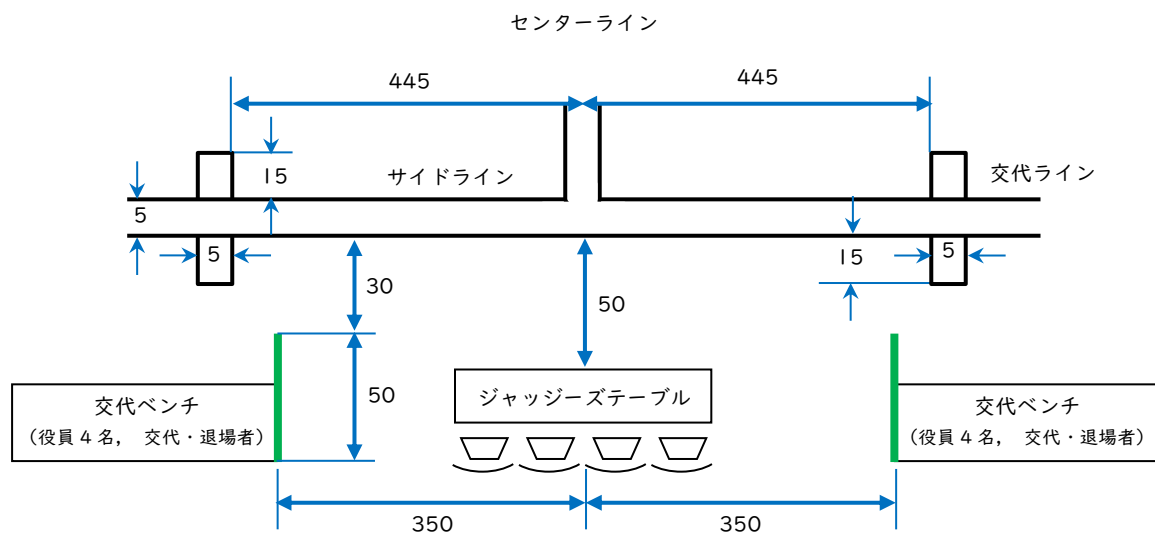 センターライン
445
445
15
サイドライン
交代ライン
5
5
15
5
30
50
50
ジャッジーズテーブル
交代ベンチ
(役員4名, 交代・退場者)
交代ベンチ
(役員4名, 交代・退場者)
350
350